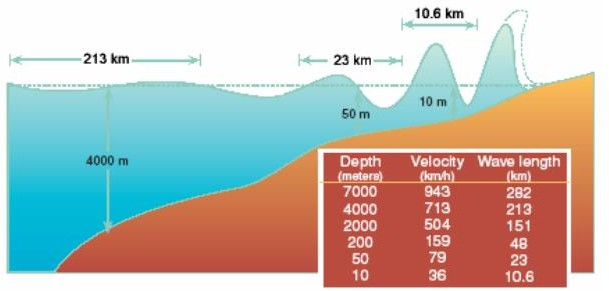 10.6 km
213 km
23 km
50 m
10 m
4000 m
Depth Velocity Wave length
(meters) (km/h) (km)
7000 943 282
4000 713 213
2000 504 151
200 159 48
50 79 23
10 36 10.6